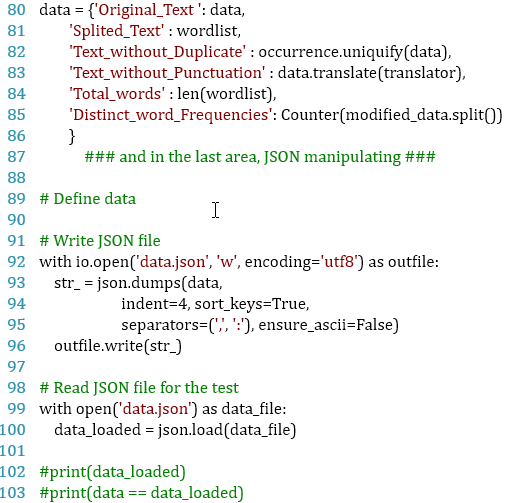 80 data = {'Original_Text ': data,
81 'Splited_Text' : wordlist,
82 'Text_without_Duplicate' : occurrence.uniquify(data),
83 'Text_without_Punctuation' : data.translate(translator),
84 'Total_words' : len(wordlist),
85 'Distinct_word_Frequencies': Counter(modified_data.split())
86 }
87 ### and in the last area, JSON manipulating ###
88
89 # Define data
90
91 # Write JSON file
92 with io.open('data.json', 'w', encoding='utf8') as outfile:
93 str_ = json.dumps(data,
94 indent=4, sort_keys=True,
95 separators=(',', ':'), ensure_ascii=False)
96 outfile.write(str_)
97
98 # Read JSON file for the test
99 with open('data.json') as data_file:
100 data_loaded = json.load(data_file)
101
102 #print(data_loaded)
103 #print(data == data_loaded)